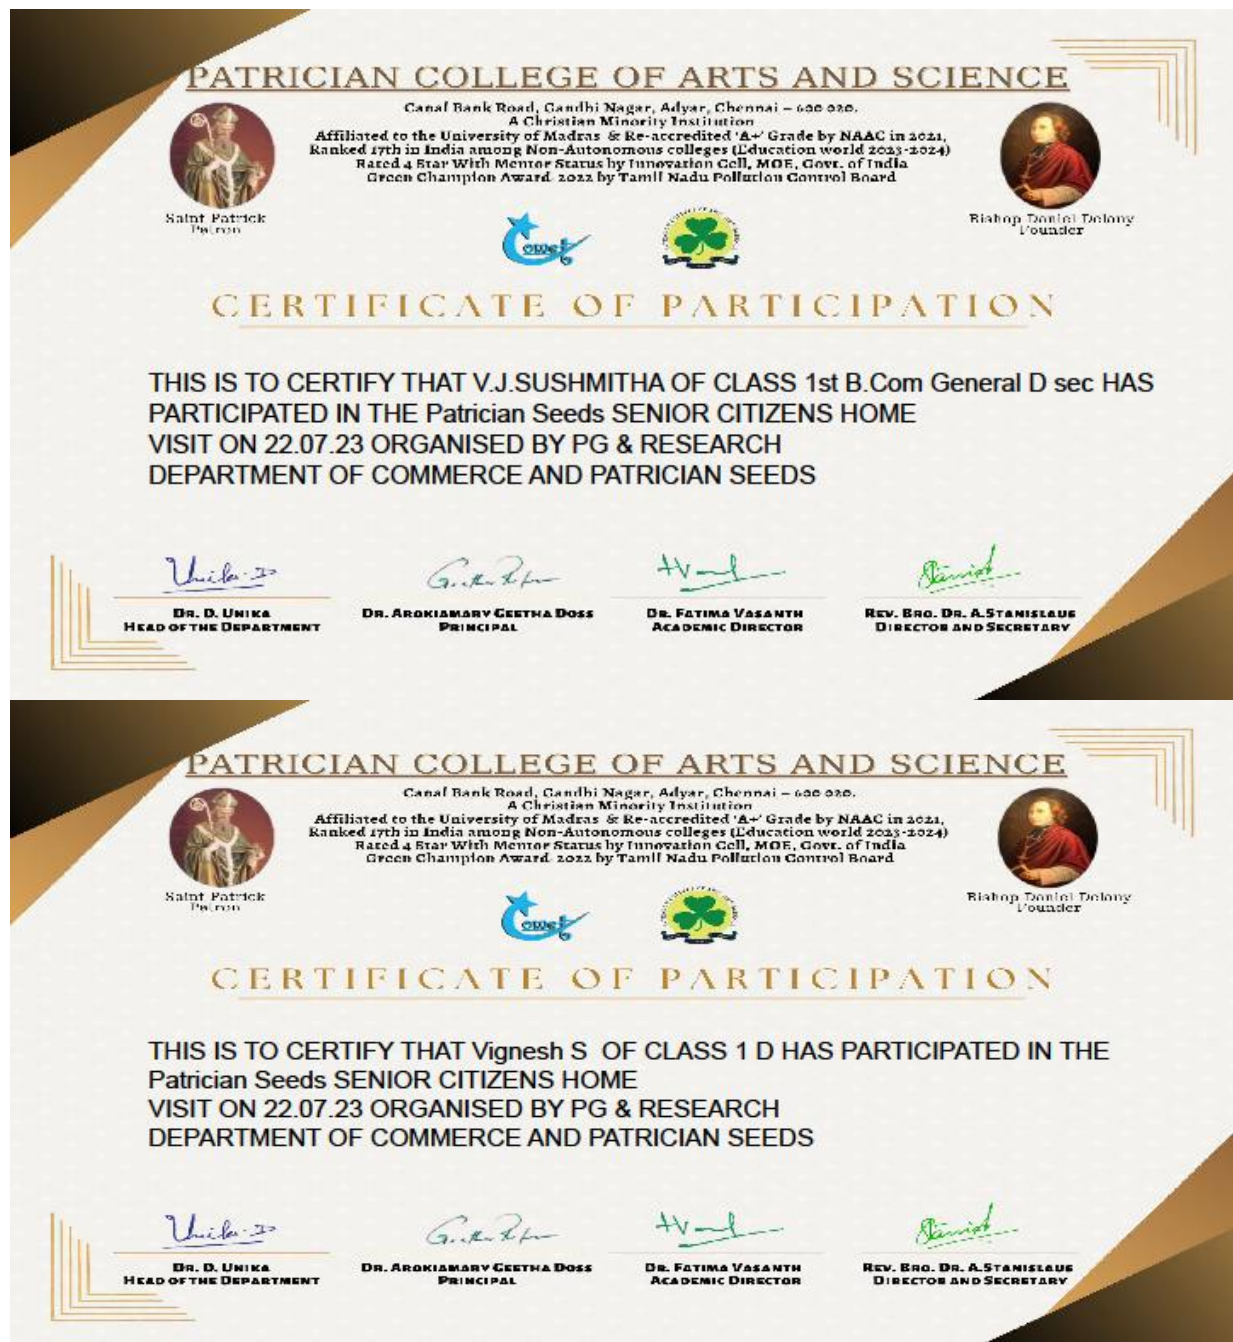 PATRICIAN COLLEGE OF ARTS AND SCIENCE
Canal Bank Road, Gandhi Nagar, Adyar, Chennai – 600 020.
A Christian Minority Institution
Affiliated to the University of Madras & Re-accredited 'A+' Grade by NAAC in 2021,
Ranked 17th in India among Non-Autonomous colleges (Education world 2023-2024)
Rated 4 Star With Mentor Status by Innovation Cell, MOE, Govt. of India
Green Champion Award 2022 by Tamil Nadu Pollution Control Board
Saint Patrick
Patron
Bishop Daniel Delany
Founder
CERTIFICATE OF PARTICIPATION
THIS IS TO CERTIFY THAT V.J.SUSHMITHA OF CLASS 1st B.Com General D sec HAS
PARTICIPATED IN THE Patrician Seeds SENIOR CITIZENS HOME
VISIT ON 22.07.23 ORGANISED BY PG & RESEARCH
DEPARTMENT OF COMMERCE AND PATRICIAN SEEDS
DR. D. UNIKA
HEAD OF THE DEPARTMENT
DR. AROKIAMARY GEETHA DOSS
PRINCIPAL
DR. FATIMA VASANTH
ACADEMIC DIRECTOR
REV. BRO. DR. A.STANISLAUS
DIRECTOR AND SECRETARY
PATRICIAN COLLEGE OF ARTS AND SCIENCE
Canal Bank Road, Gandhi Nagar, Adyar, Chennai – 600 020.
A Christian Minority Institution
Affiliated to the University of Madras & Re-accredited 'A+' Grade by NAAC in 2021,
Ranked 17th in India among Non-Autonomous colleges (Education world 2023-2024)
Rated 4 Star With Mentor Status by Innovation Cell, MOE, Govt. of India
Green Champion Award 2022 by Tamil Nadu Pollution Control Board
Saint Patrick
Patron
Bishop Daniel Delany
Founder
CERTIFICATE OF PARTICIPATION
THIS IS TO CERTIFY THAT Vignesh S OF CLASS 1 D HAS PARTICIPATED IN THE
Patrician Seeds SENIOR CITIZENS HOME
VISIT ON 22.07.23 ORGANISED BY PG & RESEARCH
DEPARTMENT OF COMMERCE AND PATRICIAN SEEDS
DR. D. UNIKA
HEAD OF THE DEPARTMENT
DR. AROKIAMARY GEETHA DOSS
PRINCIPAL
DR. FATIMA VASANTH
ACADEMIC DIRECTOR
REV. BRO. DR. A.STANISLAUS
DIRECTOR AND SECRETARY